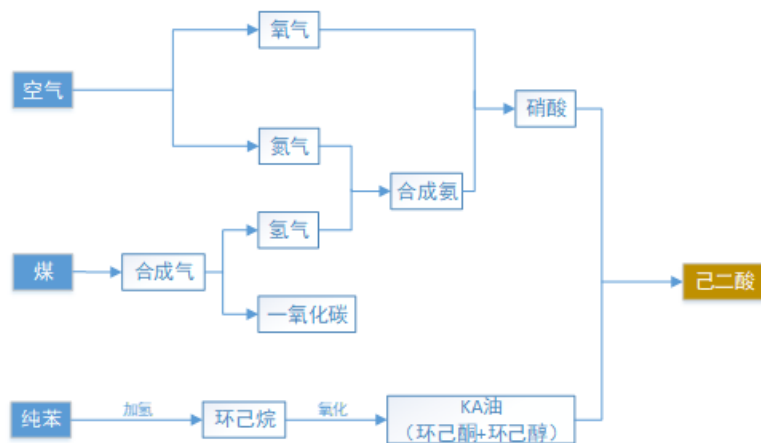 氧气
空气
硝酸
氮气
合成氨
氢气
煤
合成气
己二酸
一氧化碳
纯苯
加氢
环己烷
氧化
KA油
（环己酮+环己醇）